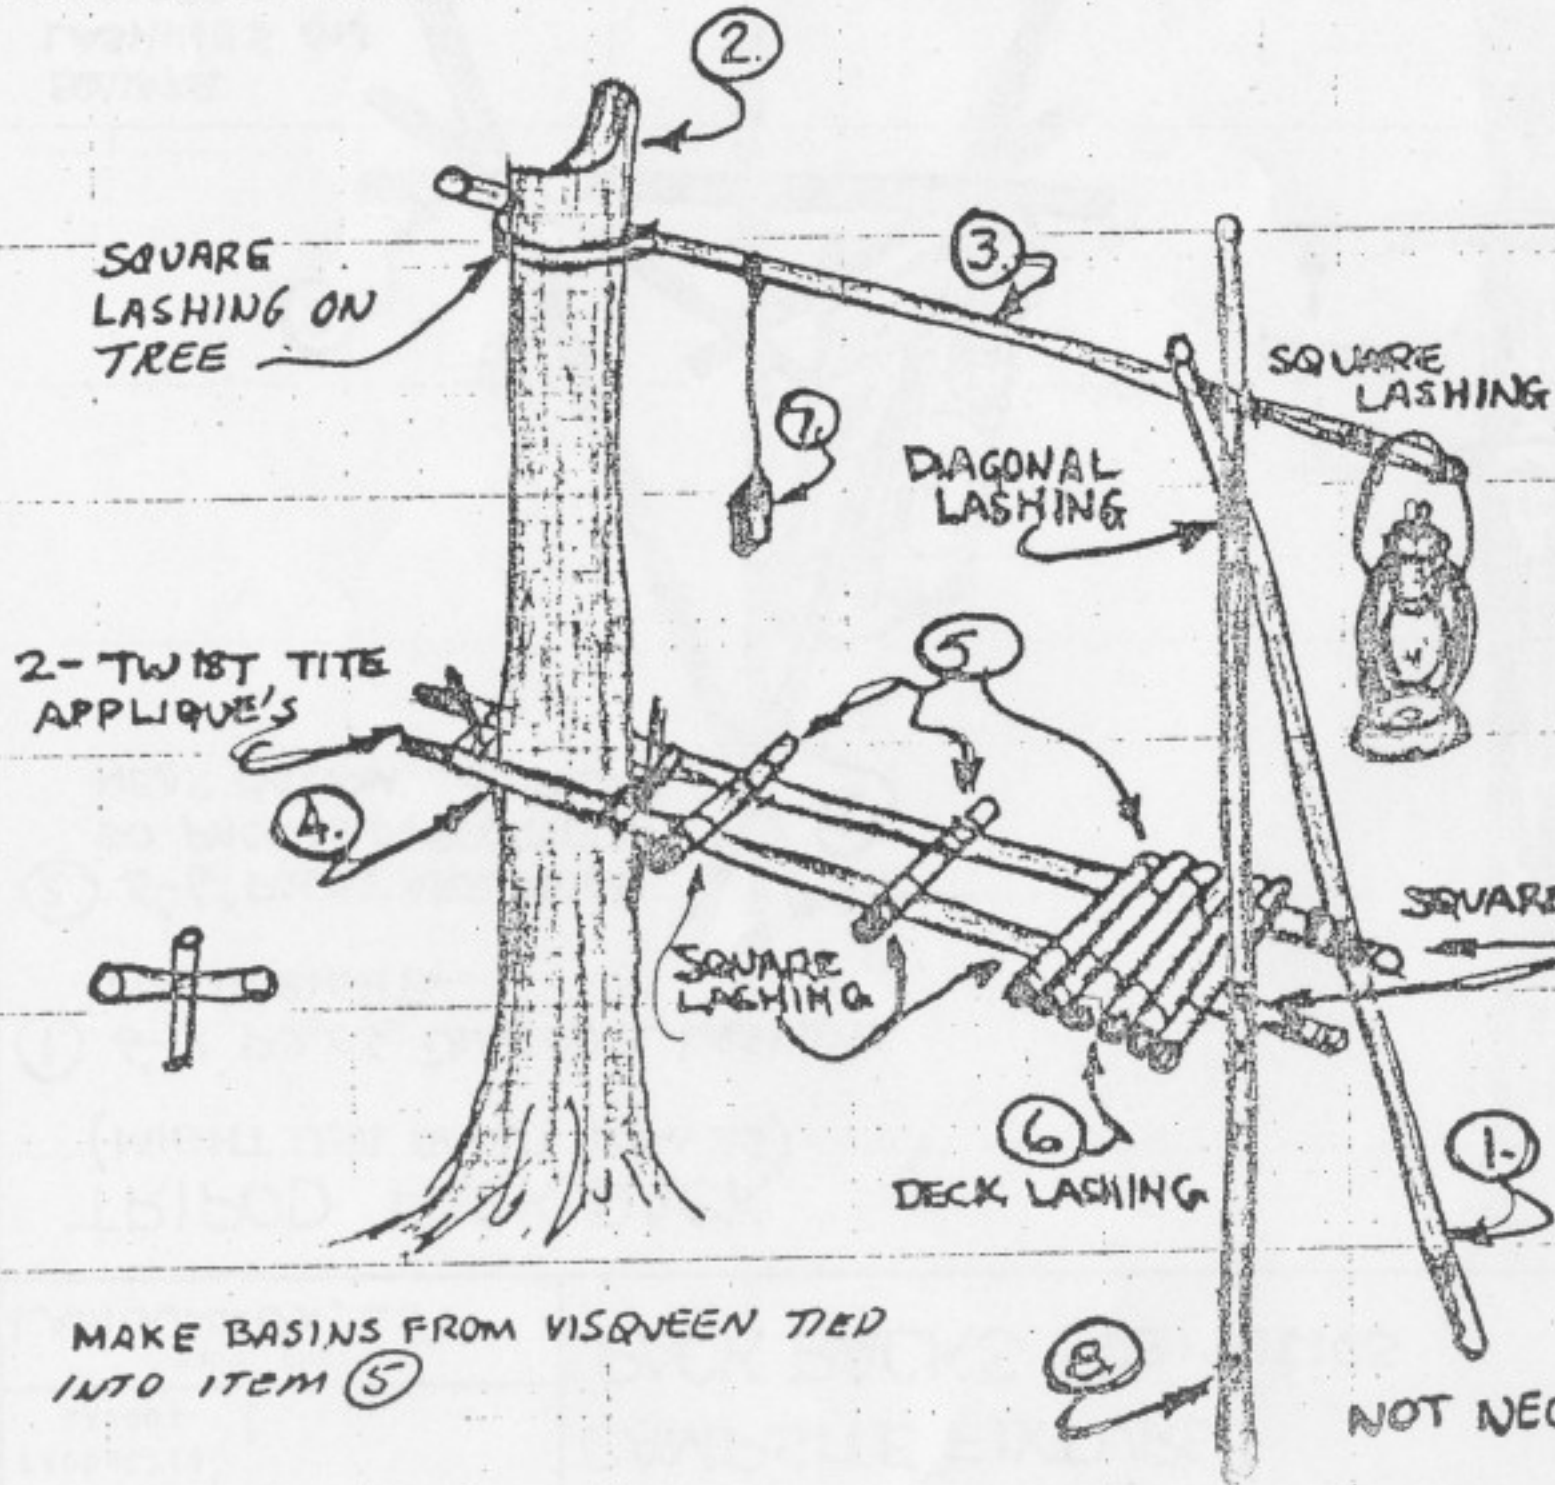 2.
SQUARE
LASHING ON
TREE
3.
SQUARE
LASHING
7.
DIAGONAL
LASHING
5
2- TWIST TITE
APPLIQUE'S
4.
SQUARE
SQUARE
LASHING
6
DECK LASHING
1.
MAKE BASINS FROM VISQUEEN TIED
INTO ITEM 5
8.
NOT NEC